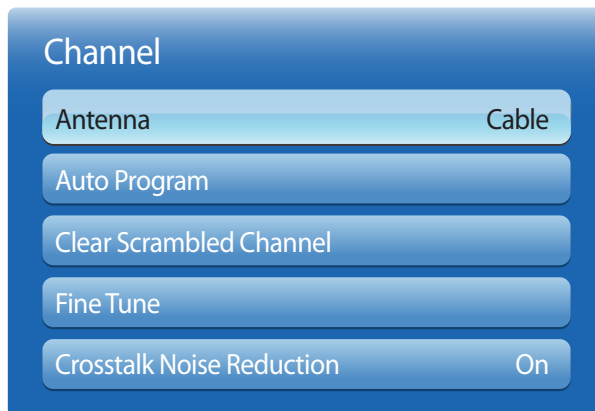 Channel
Antenna Cable
Auto Program
Clear Scrambled Channel
Fine Tune
Crosstalk Noise Reduction On